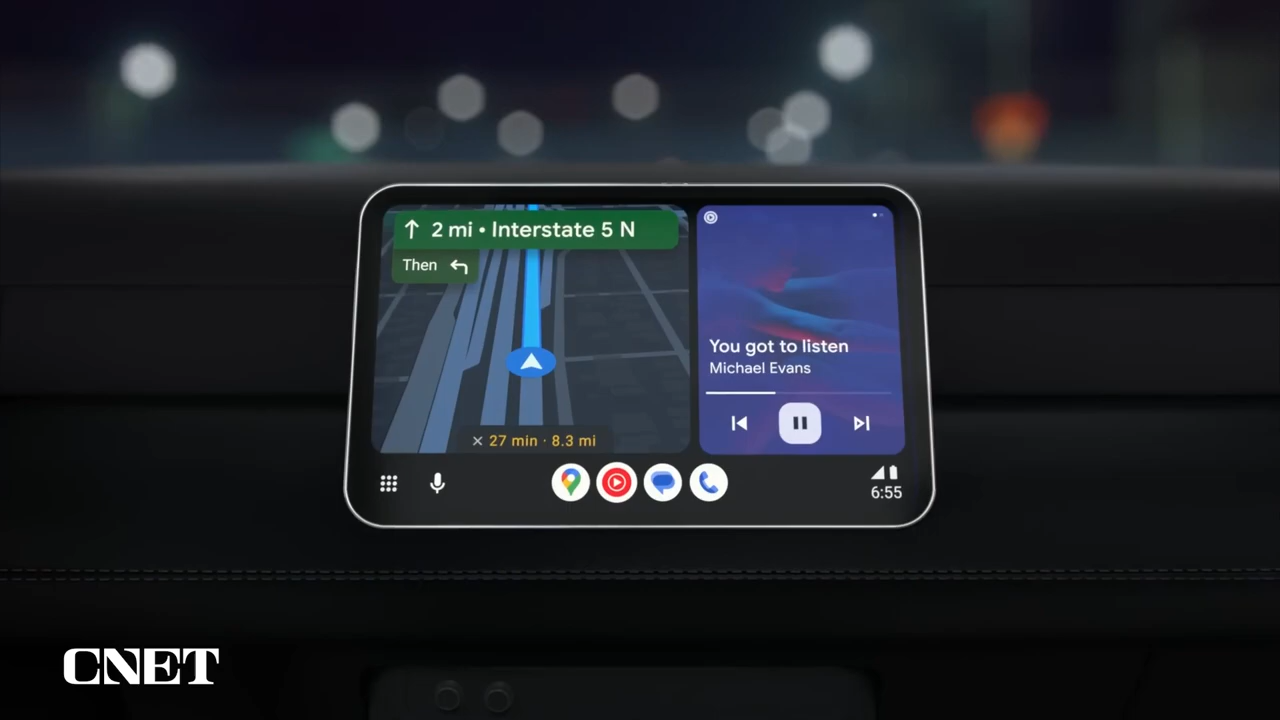 2 mi • Interstate 5 N
Then
You got to listen
Michael Evans
27 min · 8.3 mi
6:55
CNET